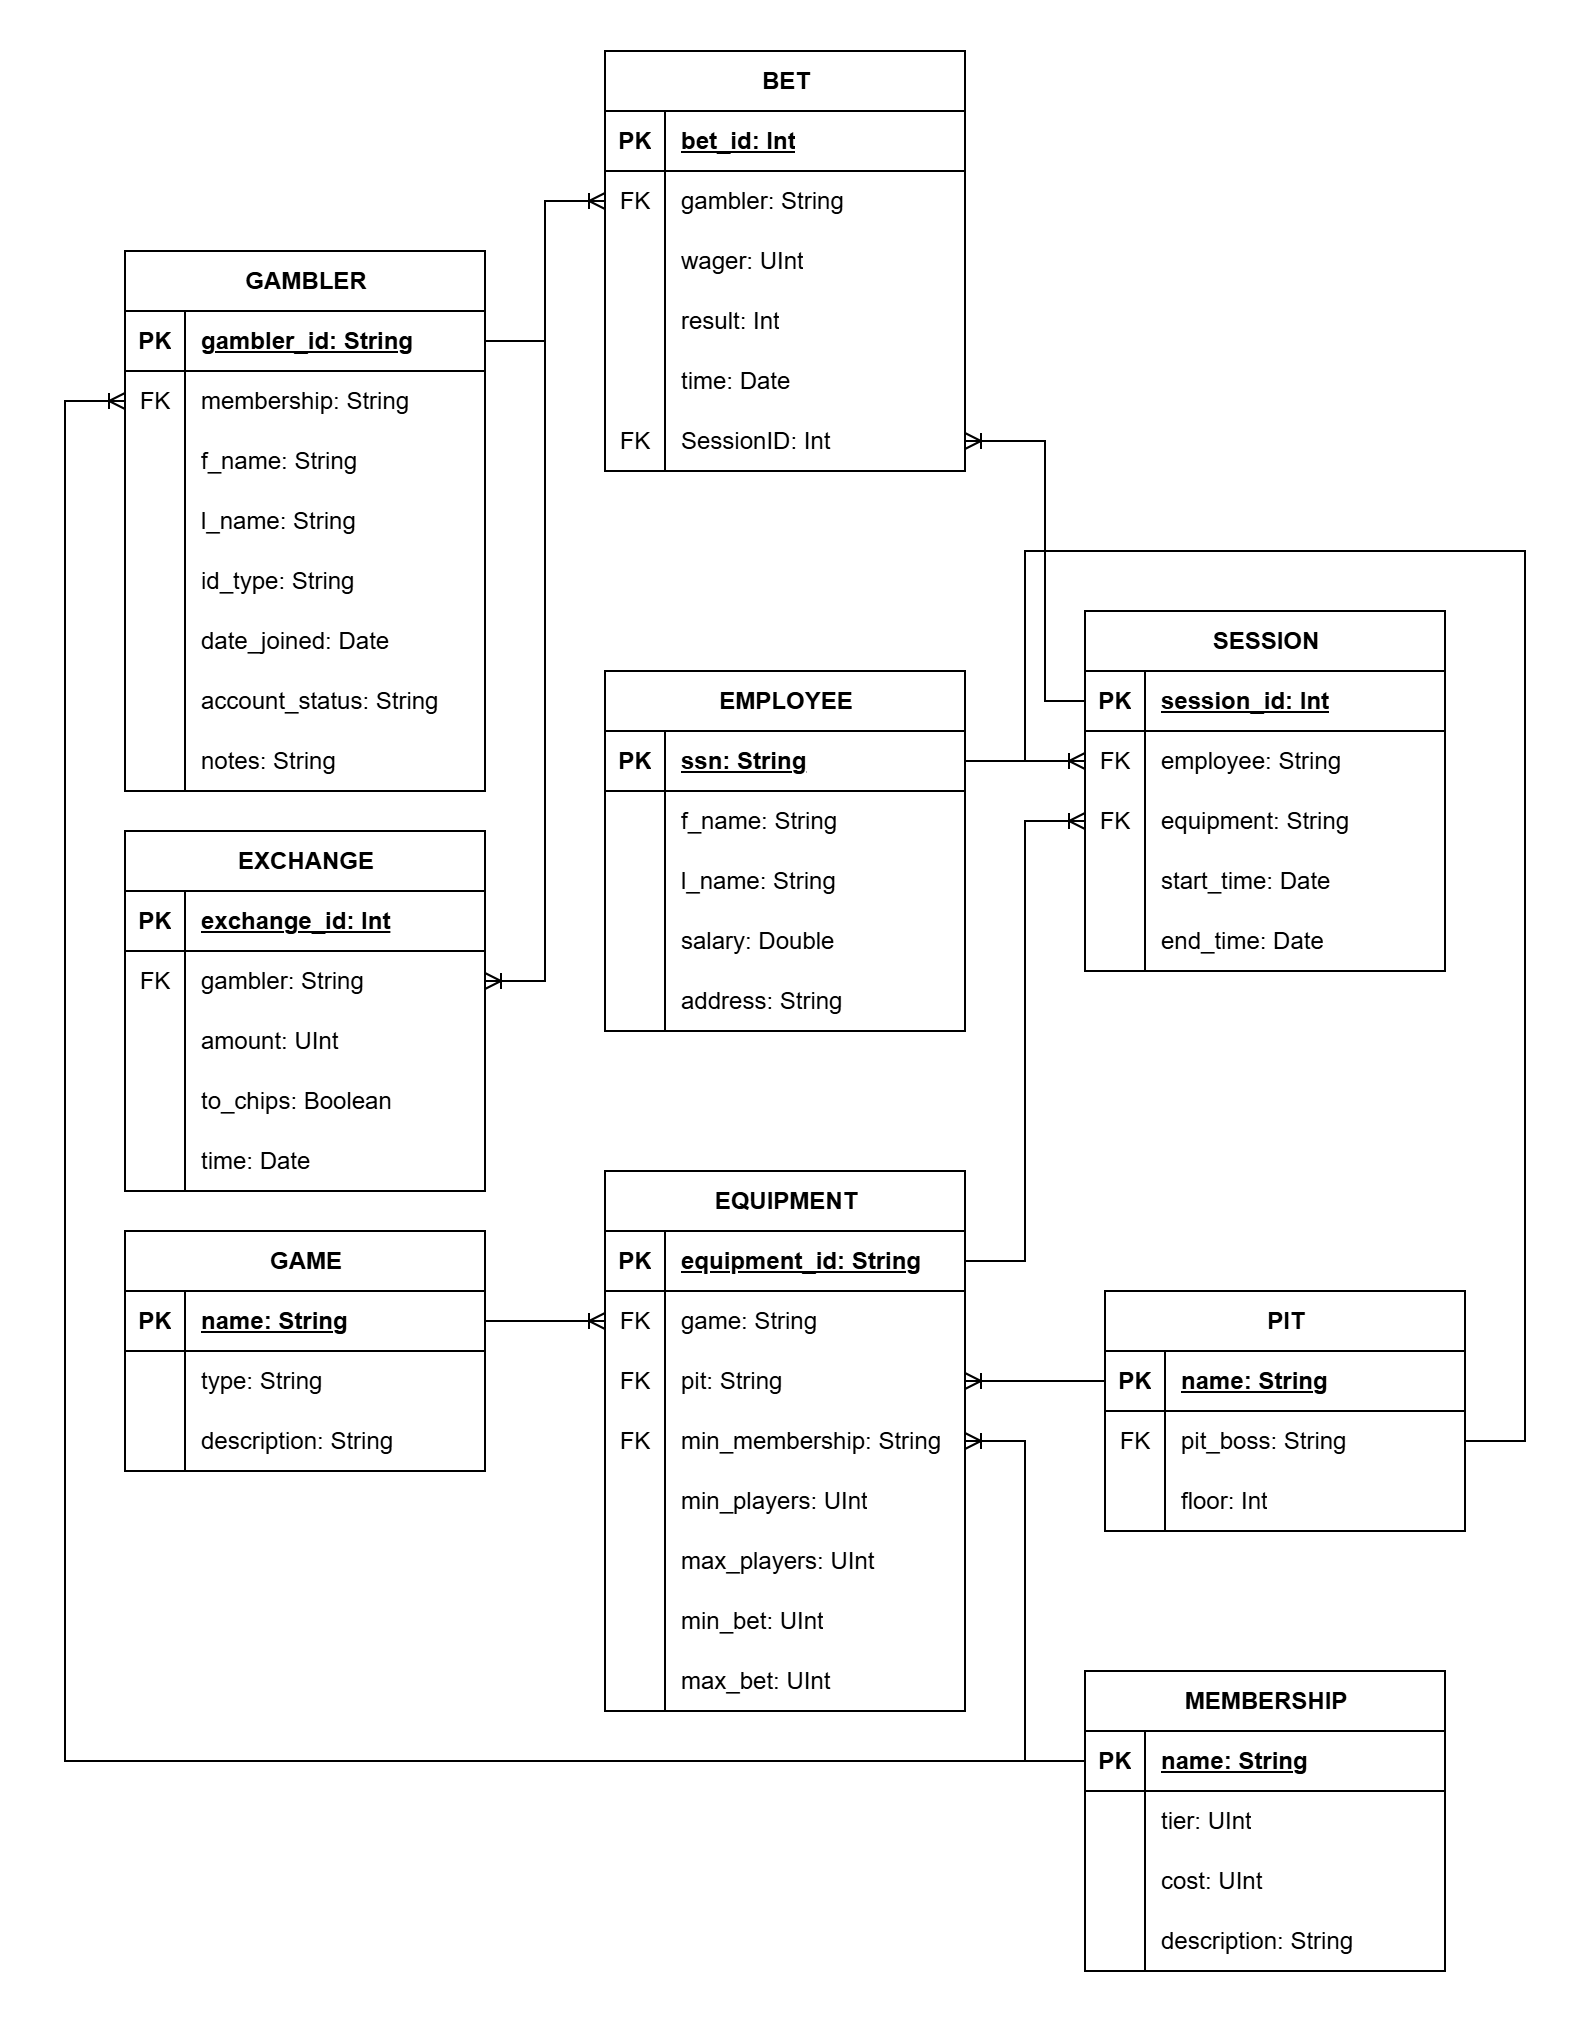 BET
PK bet_id: Int
FK gambler: String
wager: UInt
result: Int
time: Date
FK SessionID: Int
GAMBLER
PK gambler_id: String
FK membership: String
f_name: String
l_name: String
id_type: String
date_joined: Date
account_status: String
notes: String
SESSION
PK session_id: Int
FK employee: String
FK equipment: String
start_time: Date
end_time: Date
EMPLOYEE
PK ssn: String
f_name: String
l_name: String
salary: Double
address: String
EXCHANGE
PK exchange_id: Int
FK gambler: String
amount: UInt
to_chips: Boolean
time: Date
EQUIPMENT
PK equipment_id: String
FK game: String
FK pit: String
FK min_membership: String
min_players: UInt
max_players: UInt
min_bet: UInt
max_bet: UInt
GAME
PK name: String
type: String
description: String
PIT
PK name: String
FK pit_boss: String
floor: Int
MEMBERSHIP
PK name: String
tier: UInt
cost: UInt
description: String